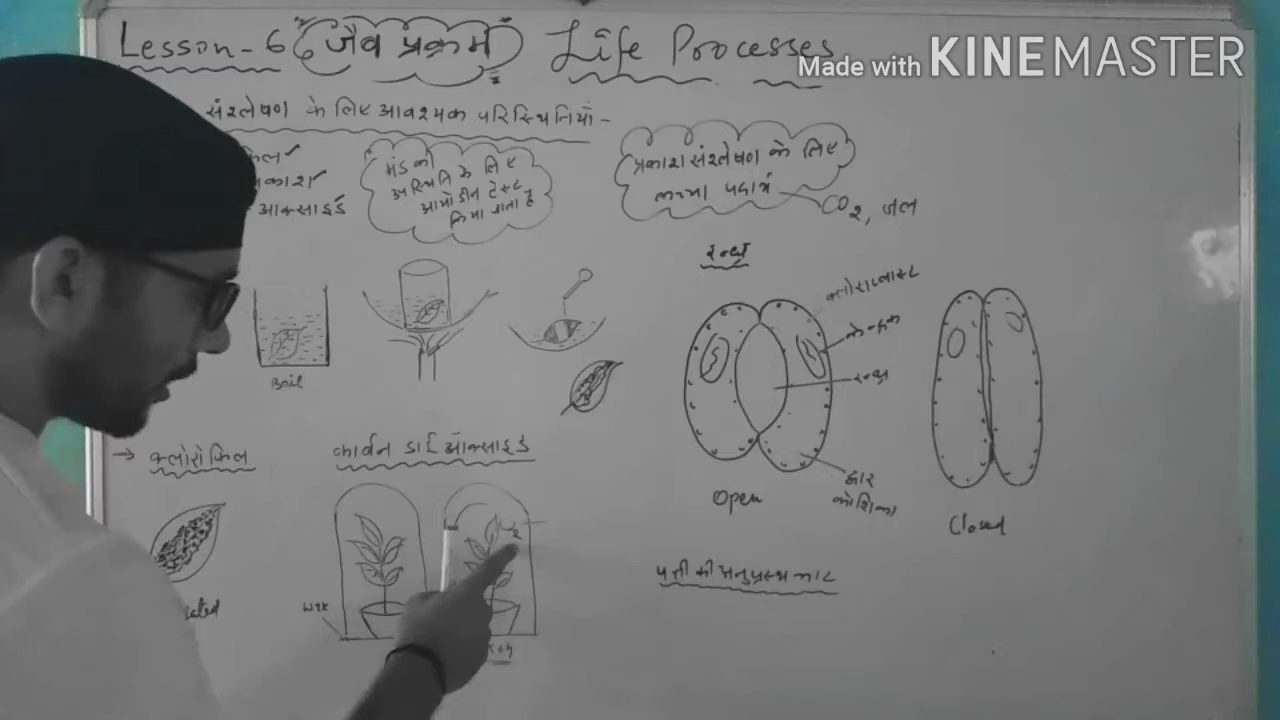 Lesson-6 जैव प्रक्रम Life Processes
Made with KINEMASTER
संश्लेषण के लिए आवश्यक परिस्थितियाँ-
मंड की
उपस्थिति के लिए
आयोडीन टेस्ट
किया जाता है
प्रकाश संश्लेषण के लिए
कच्चा पदार्थ CO2, जल
रन्ध्र
क्लोरोप्लास्ट
केन्द्रक
रन्ध्र
द्वार
कोशिका
Open
Closed
Boil
→ क्लोरोफिल
कार्बन डाई ऑक्साइड
पत्ती की अनुप्रस्थ काट